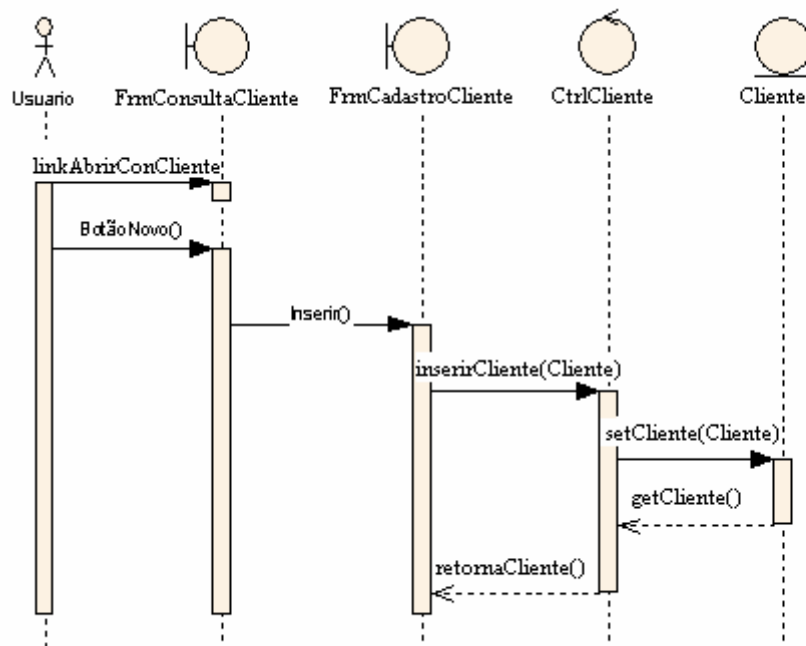 Usuario
FrmConsultaCliente
FrmCadastroCliente
CtrlCliente
Cliente
linkAbrirConCliente
BotãoNovo()
Inserir()
inserirCliente(Cliente)
setCliente(Cliente)
getCliente()
retornaCliente()